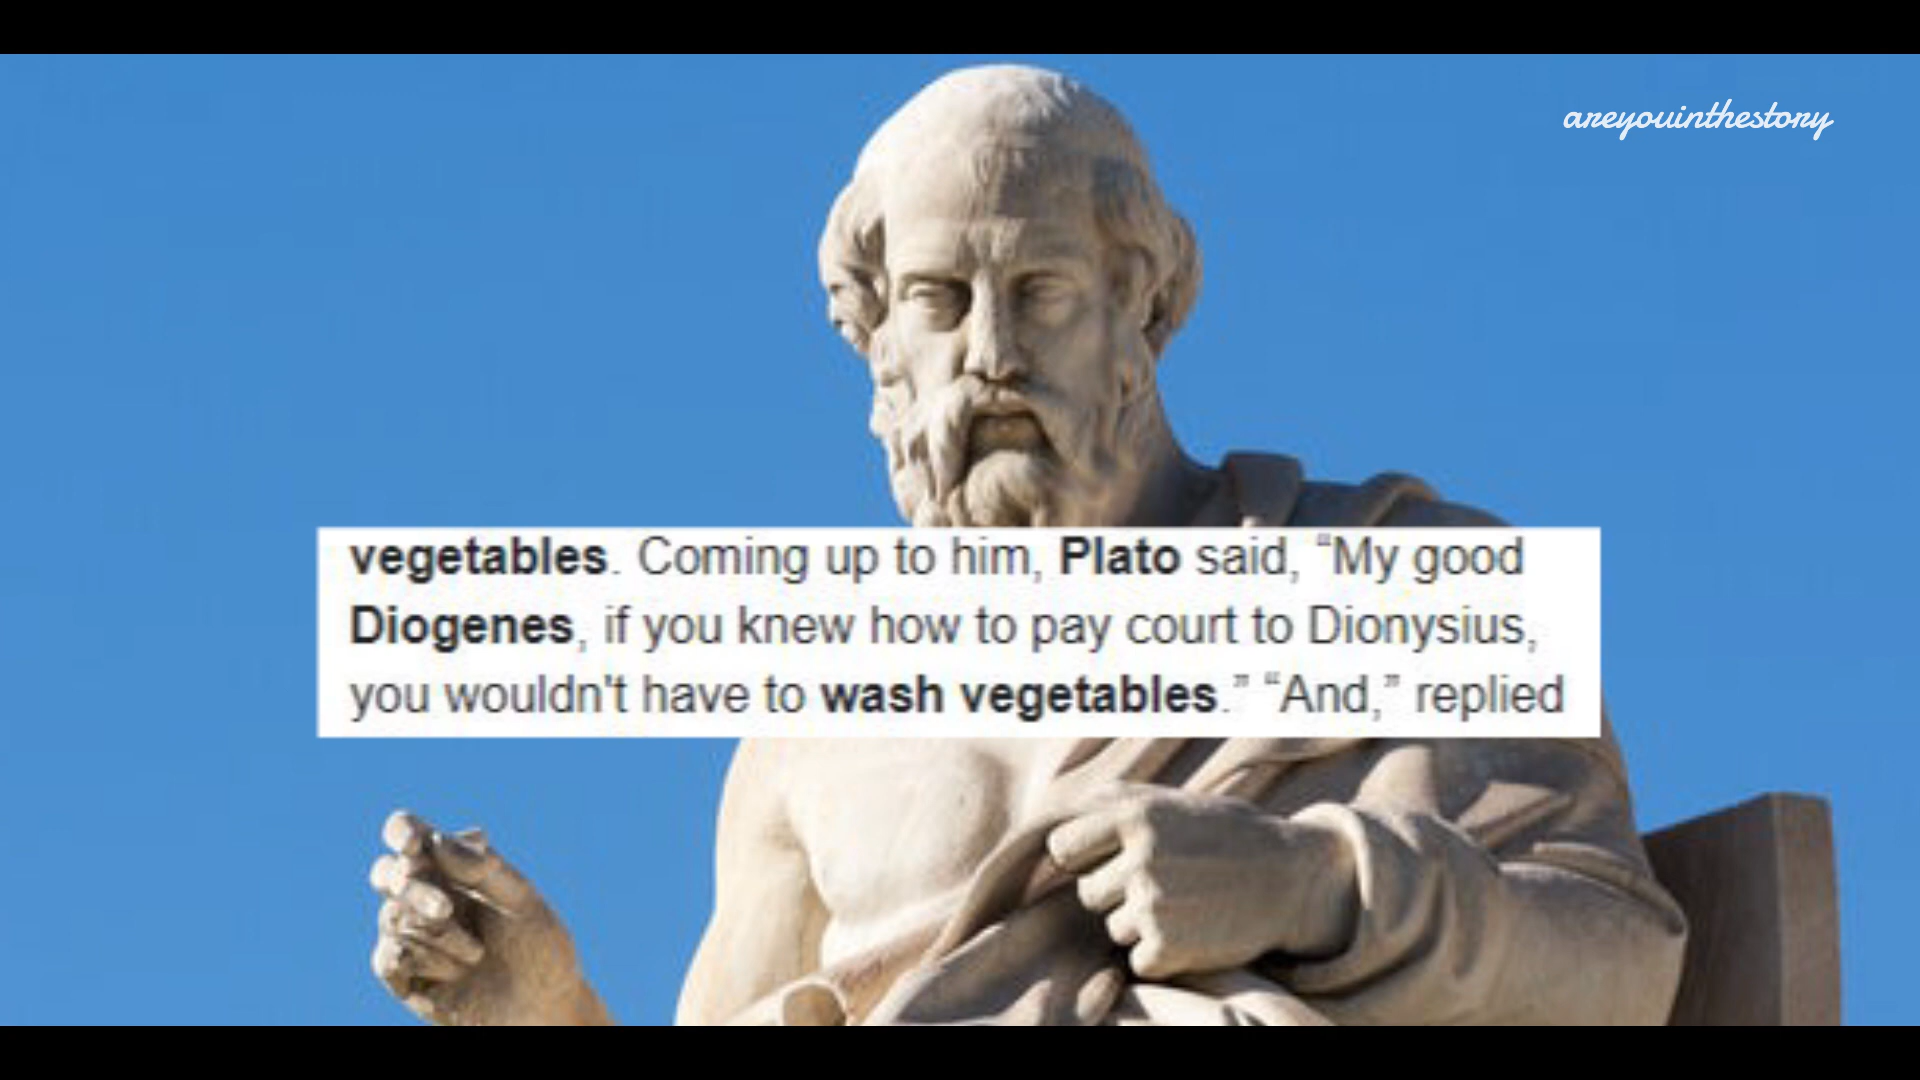 areyouinthestory
vegetables. Coming up to him, Plato said, “My good
Diogenes, if you knew how to pay court to Dionysius,
you wouldn't have to wash vegetables.” “And,” replied